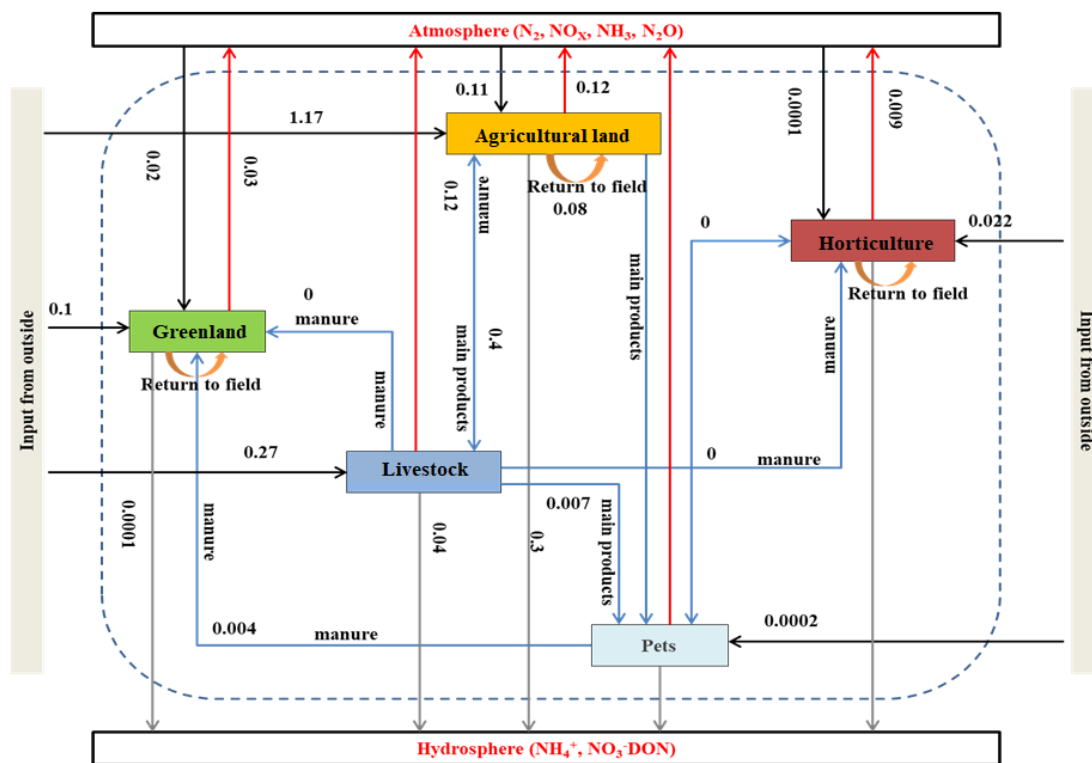 Atmosphere (N₂, NOₓ, NH₃, N₂O)
0.11
0.12
0.0001
0.009
1.17
Agricultural land
0.02
0.03
Return to field
0.08
0.12
manure
0
0.022
Horticulture
Return to field
main products
0.1
0
manure
Greenland
Return to field
0.4
main products
manure
manure
Input from outside
Input from outside
0.27
Livestock
0
manure
0.007
0.0001
manure
0.04
0.3
main products
0.004
manure
0.0002
Pets
Hydrosphere (NH₄⁺, NO₃⁻DON)